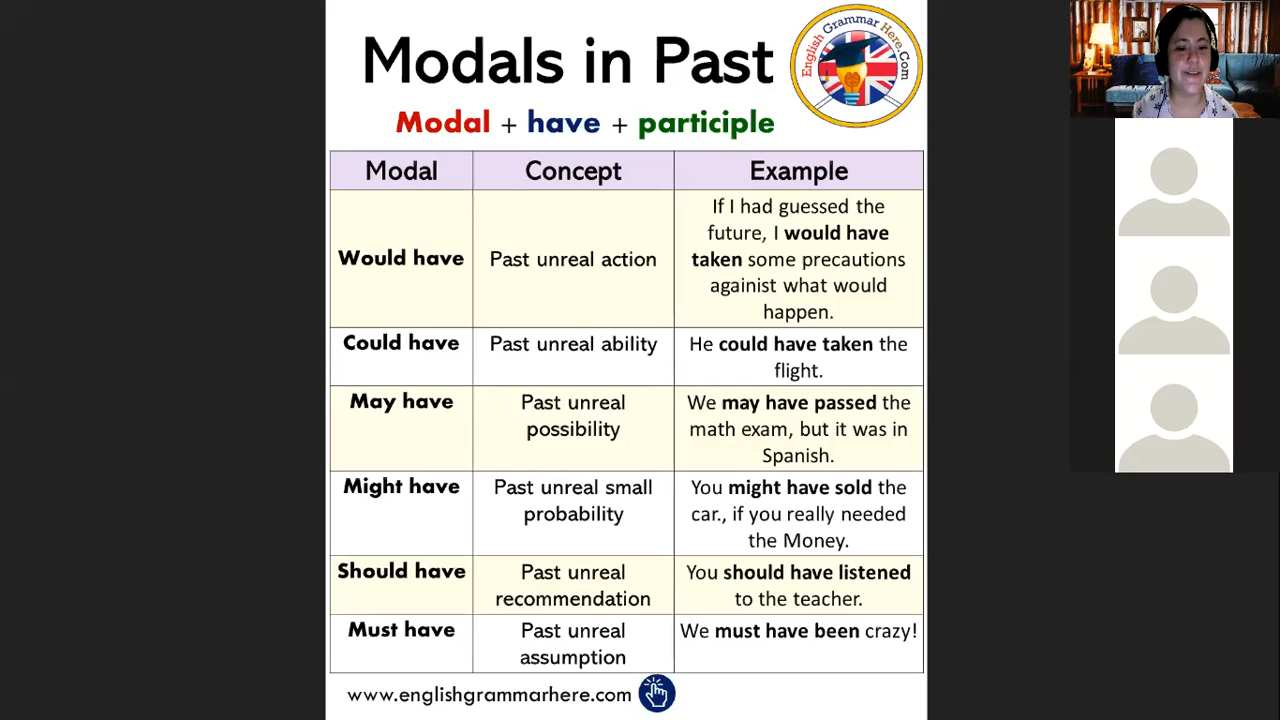 Modals in Past
English Grammar Here.Com
Modal + have + participle
Modal Concept Example
If I had guessed the
future, I would have
Would have Past unreal action taken some precautions
againist what would
happen.
Could have Past unreal ability He could have taken the
flight.
May have Past unreal We may have passed the
possibility math exam, but it was in
Spanish.
Might have Past unreal small You might have sold the
probability car., if you really needed
the Money.
Should have Past unreal You should have listened
recommendation to the teacher.
Must have Past unreal We must have been crazy!
assumption
www.englishgrammarhere.com